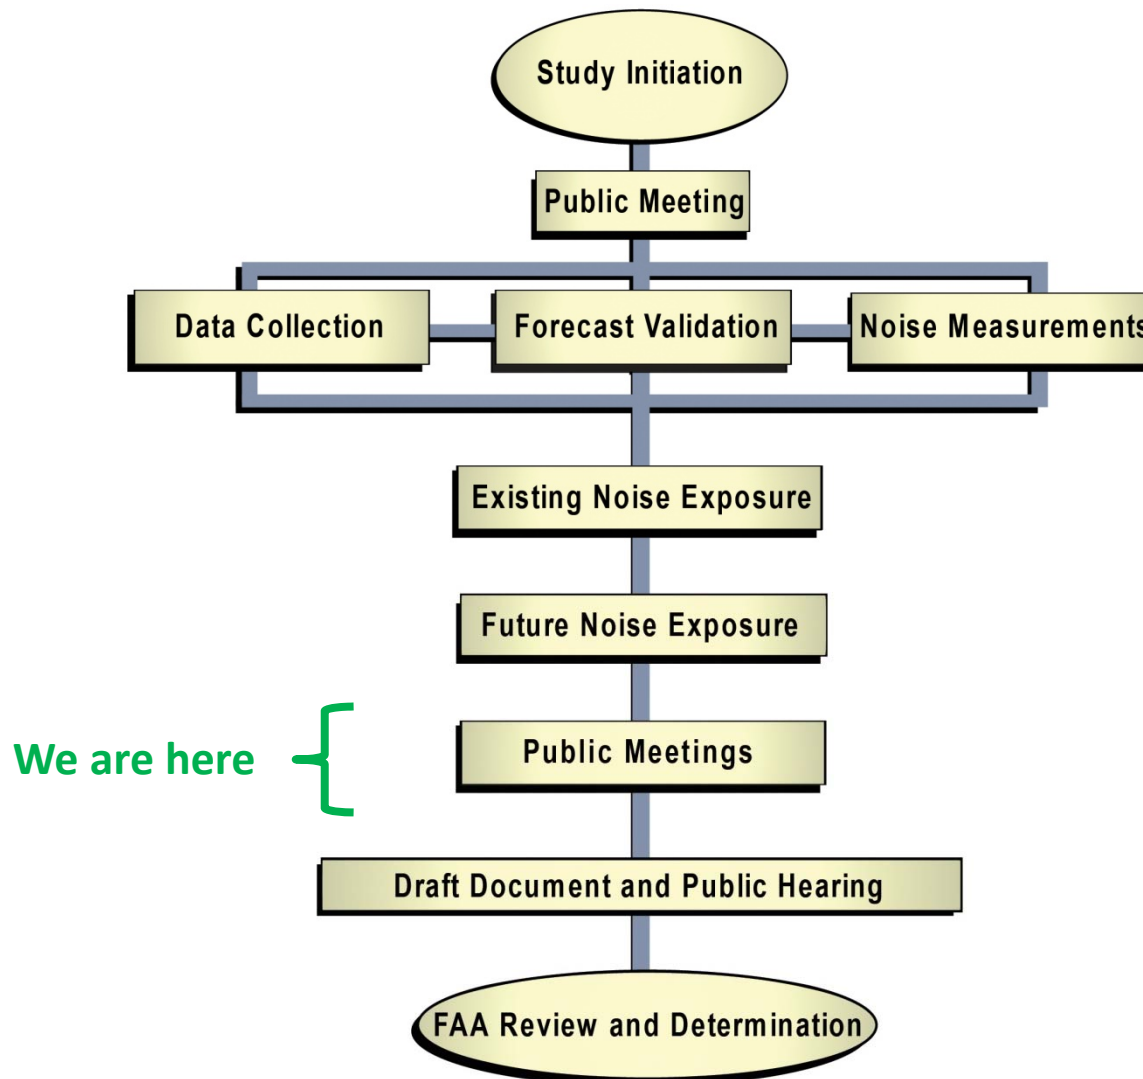 Study Initiation
Public Meeting
Data Collection
Forecast Validation
Noise Measurements
Existing Noise Exposure
Future Noise Exposure
We are here
Public Meetings
Draft Document and Public Hearing
FAA Review and Determination